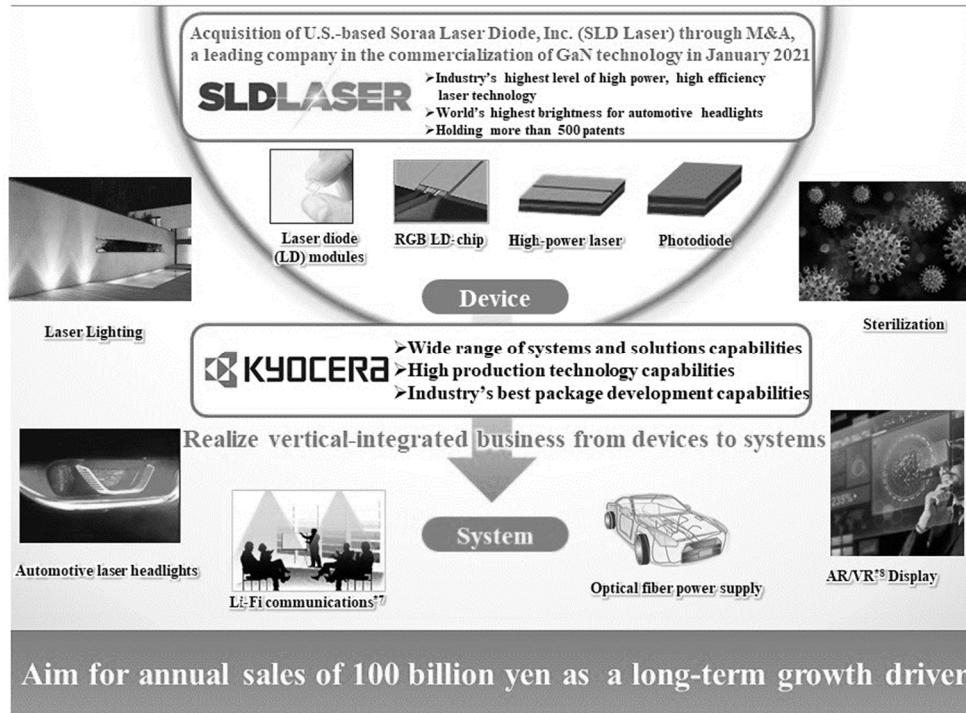 Acquisition of U.S.-based Soraa Laser Diode, Inc. (SLD Laser) through M&A,
a leading company in the commercialization of GaN technology in January 2021
SLDLASER
➢Industry's highest level of high power, high efficiency
laser technology
➢World's highest brightness for automotive headlights
➢Holding more than 500 patents
Laser diode
(LD) modules
RGB LD-chip
High-power laser
Photodiode
Device
Laser Lighting
Sterilization
KYOCERA
➢Wide range of systems and solutions capabilities
➢High production technology capabilities
➢Industry's best package development capabilities
Realize vertical-integrated business from devices to systems
System
Automotive laser headlights
Li-Fi communications*7
Optical fiber power supply
AR/VR*8 Display
Aim for annual sales of 100 billion yen as a long-term growth driver